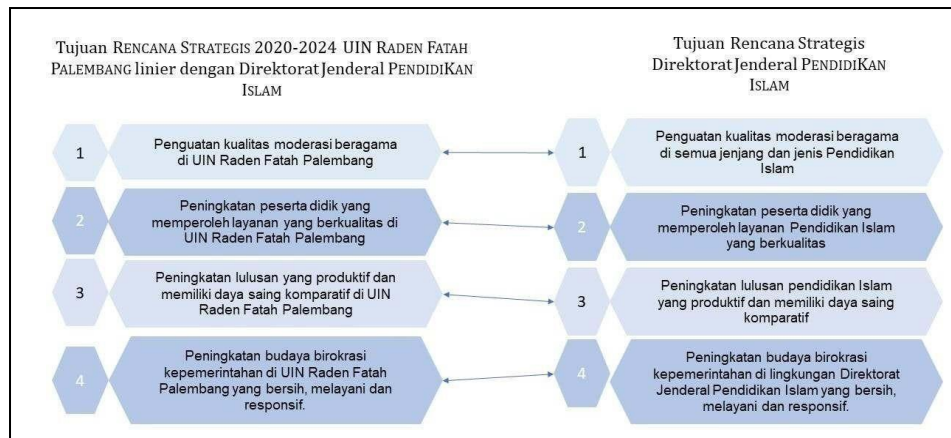 Tujuan RENCANA STRATEGIS 2020-2024 UIN RADEN FATAH
PALEMBANG linier dengan Direktorat Jenderal PENDIDIKAN
ISLAM
1
Penguatan kualitas moderasi beragama
di UIN Raden Fatah Palembang
2
Peningkatan peserta didik yang
memperoleh layanan yang berkualitas di
UIN Raden Fatah Palembang
3
Peningkatan lulusan yang produktif dan
memiliki daya saing komparatif di UIN
Raden Fatah Palembang
4
Peningkatan budaya birokrasi
kepemerintahan di UIN Raden Fatah
Palembang yang bersih, melayani dan
responsif.
Tujuan Rencana Strategis
Direktorat Jenderal PENDIDIKAN
ISLAM
1
Penguatan kualitas moderasi beragama
di semua jenjang dan jenis Pendidikan
Islam
2
Peningkatan peserta didik yang
memperoleh layanan Pendidikan Islam
yang berkualitas
3
Peningkatan lulusan pendidikan Islam
yang produktif dan memiliki daya saing
komparatif
4
Peningkatan budaya birokrasi
kepemerintahan di lingkungan Direktorat
Jenderal Pendidikan Islam yang bersih,
melayani dan responsif.